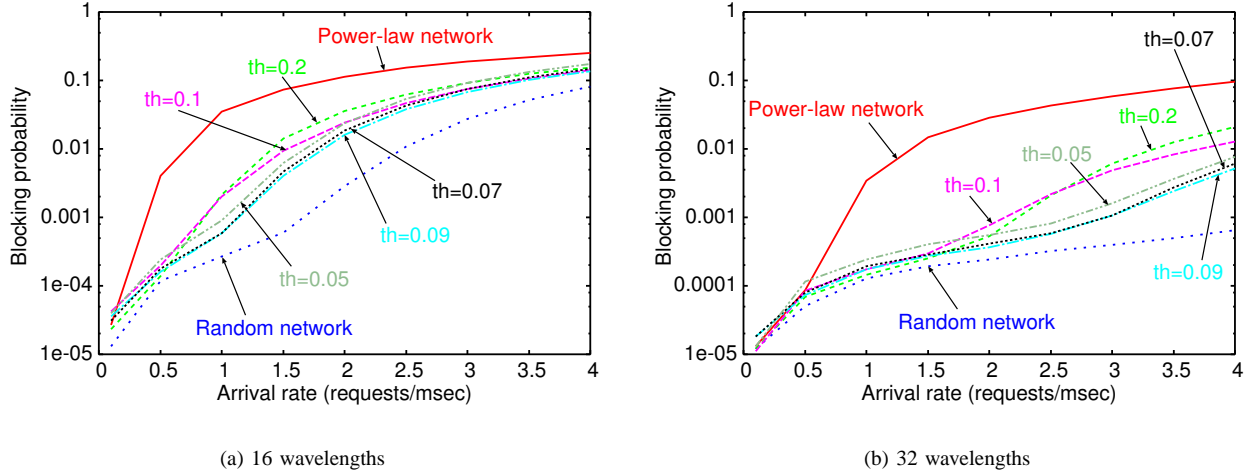 1
0.1
0.01
0.001
1e-04
1e-05
Blocking probability
Power-law network
th=0.2
th=0.1
th=0.07
th=0.09
th=0.05
Random network
0 0.5 1 1.5 2 2.5 3 3.5 4
Arrival rate (requests/msec)
(a) 16 wavelengths
1
0.1
0.01
0.001
0.0001
1e-05
Blocking probability
th=0.07
Power-law network
th=0.2
th=0.05
th=0.1
th=0.09
Random network
0 0.5 1 1.5 2 2.5 3 3.5 4
Arrival rate (requests/msec)
(b) 32 wavelengths